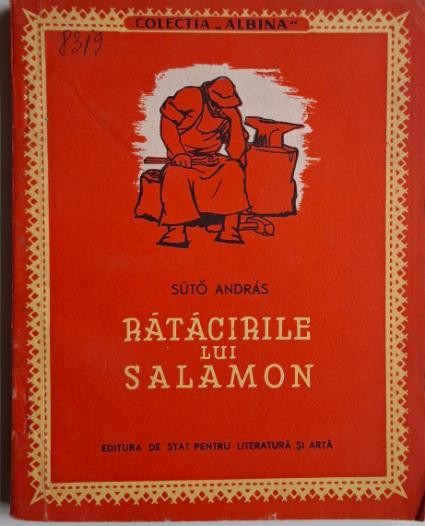 COLECTIA „ALBINA"
8319
SÜTŐ ANDRÁS
RĂTĂCIRILE
LUI
SALAMON
EDITURA DE STAT PENTRU LITERATURĂ ȘI ARTĂ